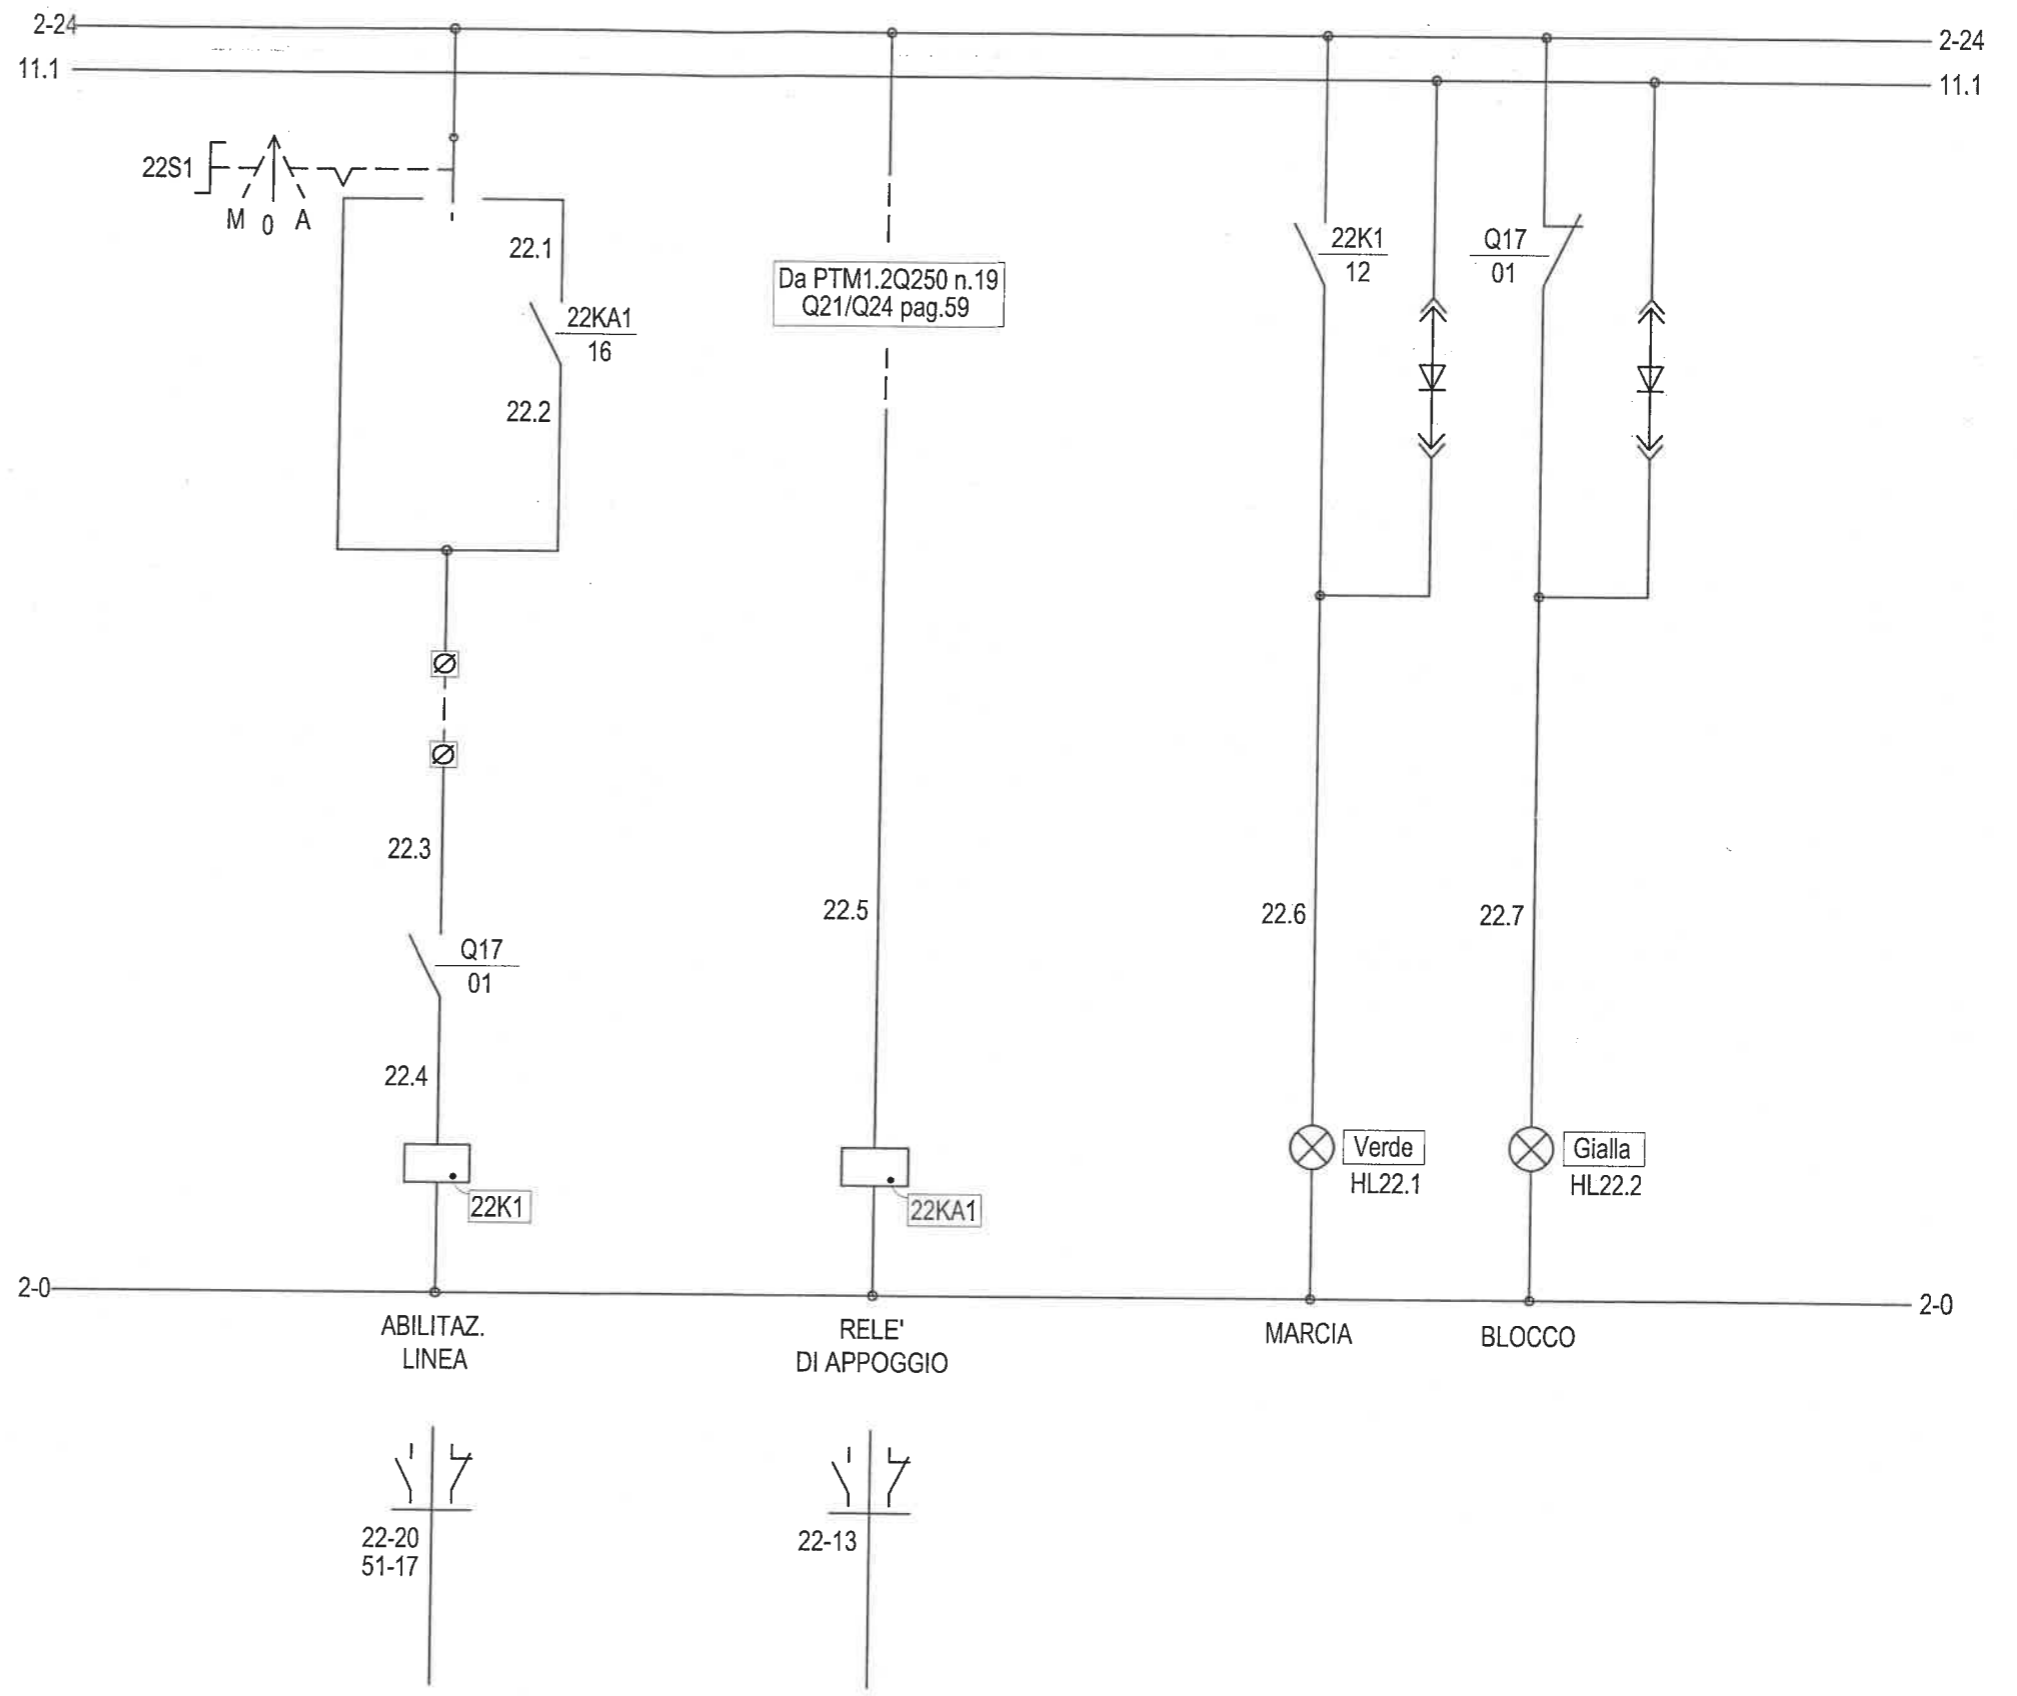 2-24
2-24
11.1
11.1
22S1
M 0 A
22.1
22KA1
16
22.2
Da PTM1.2Q250 n.19
Q21/Q24 pag.59
22K1
12
Q17
01
22.3
Q17
01
22.4
22K1
22.5
22KA1
22.6
Verde
HL22.1
22.7
Gialla
HL22.2
2-0
2-0
ABILITAZ.
LINEA
RELE'
DI APPOGGIO
MARCIA
BLOCCO
22-20
51-17
22-13